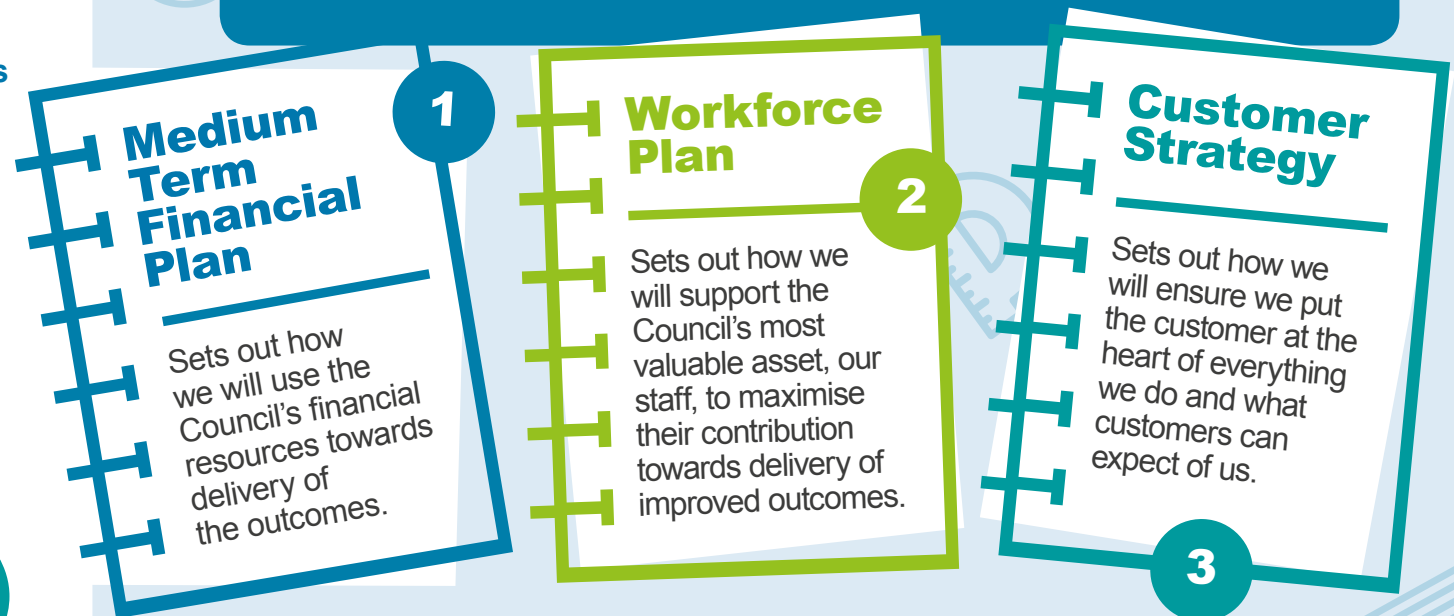 s
1
Medium
Term
Financial
Plan
Sets out how
we will use the
Council's financial
resources towards
delivery of
the outcomes.
Workforce
Plan
2
Sets out how we
will support the
Council's most
valuable asset, our
staff, to maximise
their contribution
towards delivery of
improved outcomes.
Customer
Strategy
Sets out how we
will ensure we put
the customer at the
heart of everything
we do and what
customers can
expect of us.
3